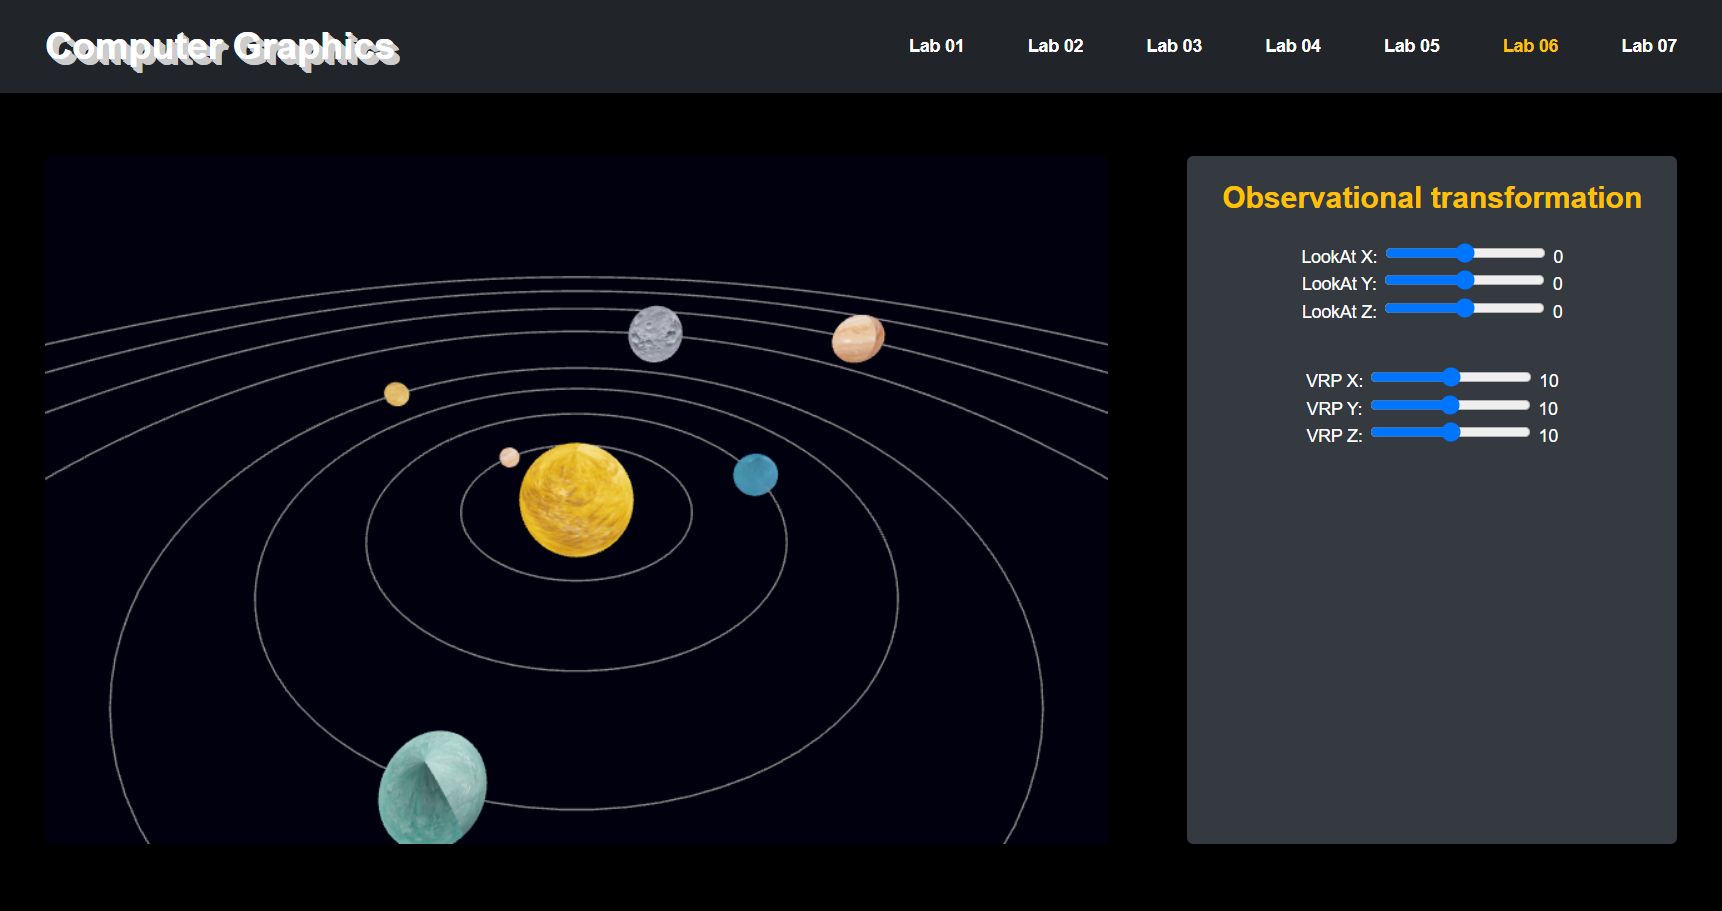 Computer Graphics
Lab 01 Lab 02 Lab 03 Lab 04 Lab 05 Lab 06 Lab 07
Observational transformation
LookAt X: 0
LookAt Y: 0
LookAt Z: 0
VRP X: 10
VRP Y: 10
VRP Z: 10